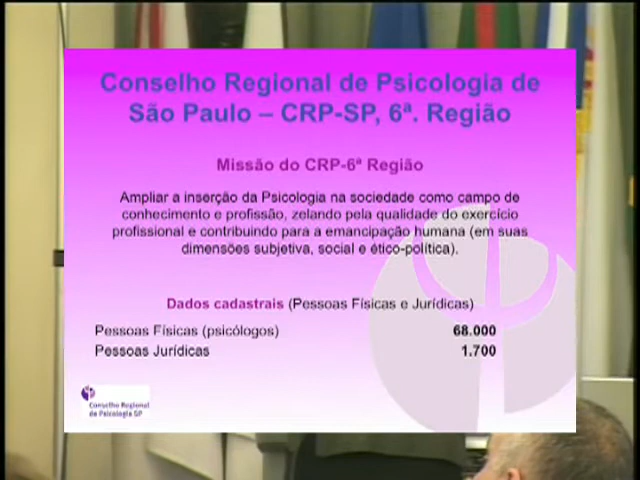 Conselho Regional de Psicologia de
São Paulo – CRP-SP, 6ª. Região
Missão do CRP-6ª Região
Ampliar a inserção da Psicologia na sociedade como campo de
conhecimento e profissão, zelando pela qualidade do exercício
profissional e contribuindo para a emancipação humana (em suas
dimensões subjetiva, social e ético-política).
Dados cadastrais (Pessoas Físicas e Jurídicas)
Pessoas Físicas (psicólogos) 68.000
Pessoas Jurídicas 1.700
Conselho Regional
de Psicologia SP